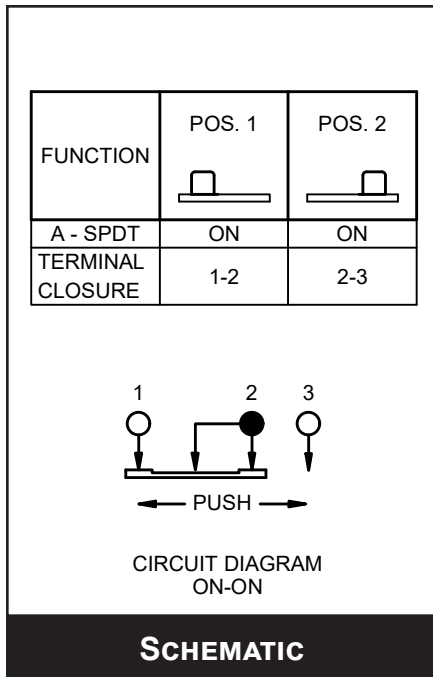 FUNCTION POS. 1 POS. 2
A - SPDT ON ON
TERMINAL CLOSURE 1-2 2-3
1 2 3
PUSH
CIRCUIT DIAGRAM
ON-ON
SCHEMATIC